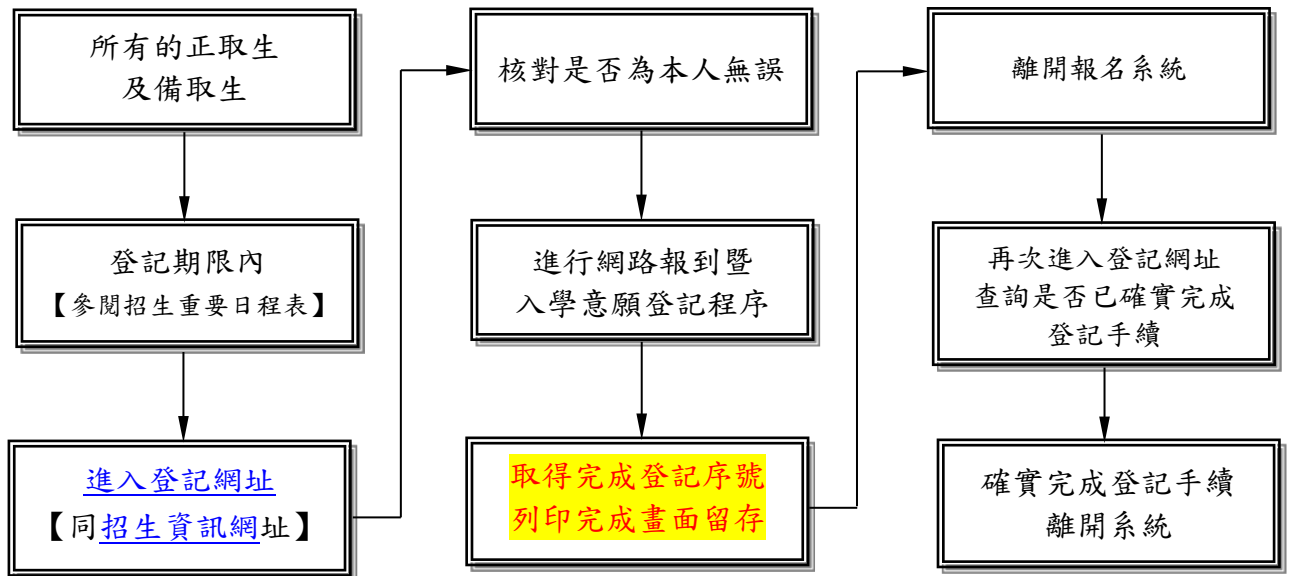 所有的正取生
及備取生
登記期限內
【參閱招生重要日程表】
進入登記網址
【同招生資訊網址】
核對是否為本人無誤
進行網路報到暨
入學意願登記程序
取得完成登記序號
列印完成畫面留存
離開報名系統
再次進入登記網址
查詢是否已確實完成
登記手續
確實完成登記手續
離開系統